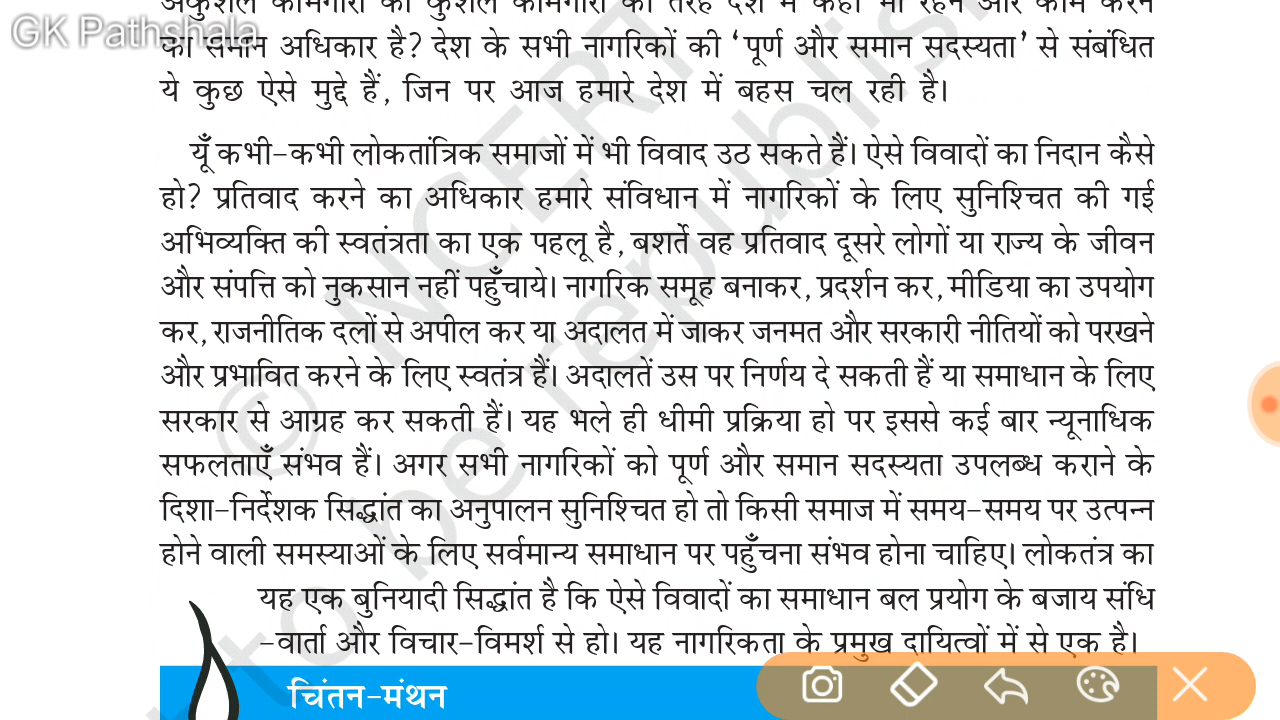 अकुशल कामगारों को कुशल कामगारों की तरह देश में कहीं भी रहने और काम करने
GK Pathshala
का समान अधिकार है? देश के सभी नागरिकों की ‘पूर्ण और समान सदस्यता’ से संबंधित
ये कुछ ऐसे मुद्दे हैं, जिन पर आज हमारे देश में बहस चल रही है।
यूँ कभी-कभी लोकतांत्रिक समाजों में भी विवाद उठ सकते हैं। ऐसे विवादों का निदान कैसे
हो? प्रतिवाद करने का अधिकार हमारे संविधान में नागरिकों के लिए सुनिश्चित की गई
अभिव्यक्ति की स्वतंत्रता का एक पहलू है, बशर्ते वह प्रतिवाद दूसरे लोगों या राज्य के जीवन
और संपत्ति को नुकसान नहीं पहुँचाये। नागरिक समूह बनाकर, प्रदर्शन कर, मीडिया का उपयोग
कर, राजनीतिक दलों से अपील कर या अदालत में जाकर जनमत और सरकारी नीतियों को परखने
और प्रभावित करने के लिए स्वतंत्र हैं। अदालतें उस पर निर्णय दे सकती हैं या समाधान के लिए
सरकार से आग्रह कर सकती हैं। यह भले ही धीमी प्रक्रिया हो पर इससे कई बार न्यूनाधिक
सफलताएँ संभव हैं। अगर सभी नागरिकों को पूर्ण और समान सदस्यता उपलब्ध कराने के
दिशा-निर्देशक सिद्धांत का अनुपालन सुनिश्चित हो तो किसी समाज में समय-समय पर उत्पन्न
होने वाली समस्याओं के लिए सर्वमान्य समाधान पर पहुँचना संभव होना चाहिए। लोकतंत्र का
यह एक बुनियादी सिद्धांत है कि ऐसे विवादों का समाधान बल प्रयोग के बजाय संधि
-वार्ता और विचार-विमर्श से हो। यह नागरिकता के प्रमुख दायित्वों में से एक है।
चिंतन-मंथन
© NCERT
to be republis